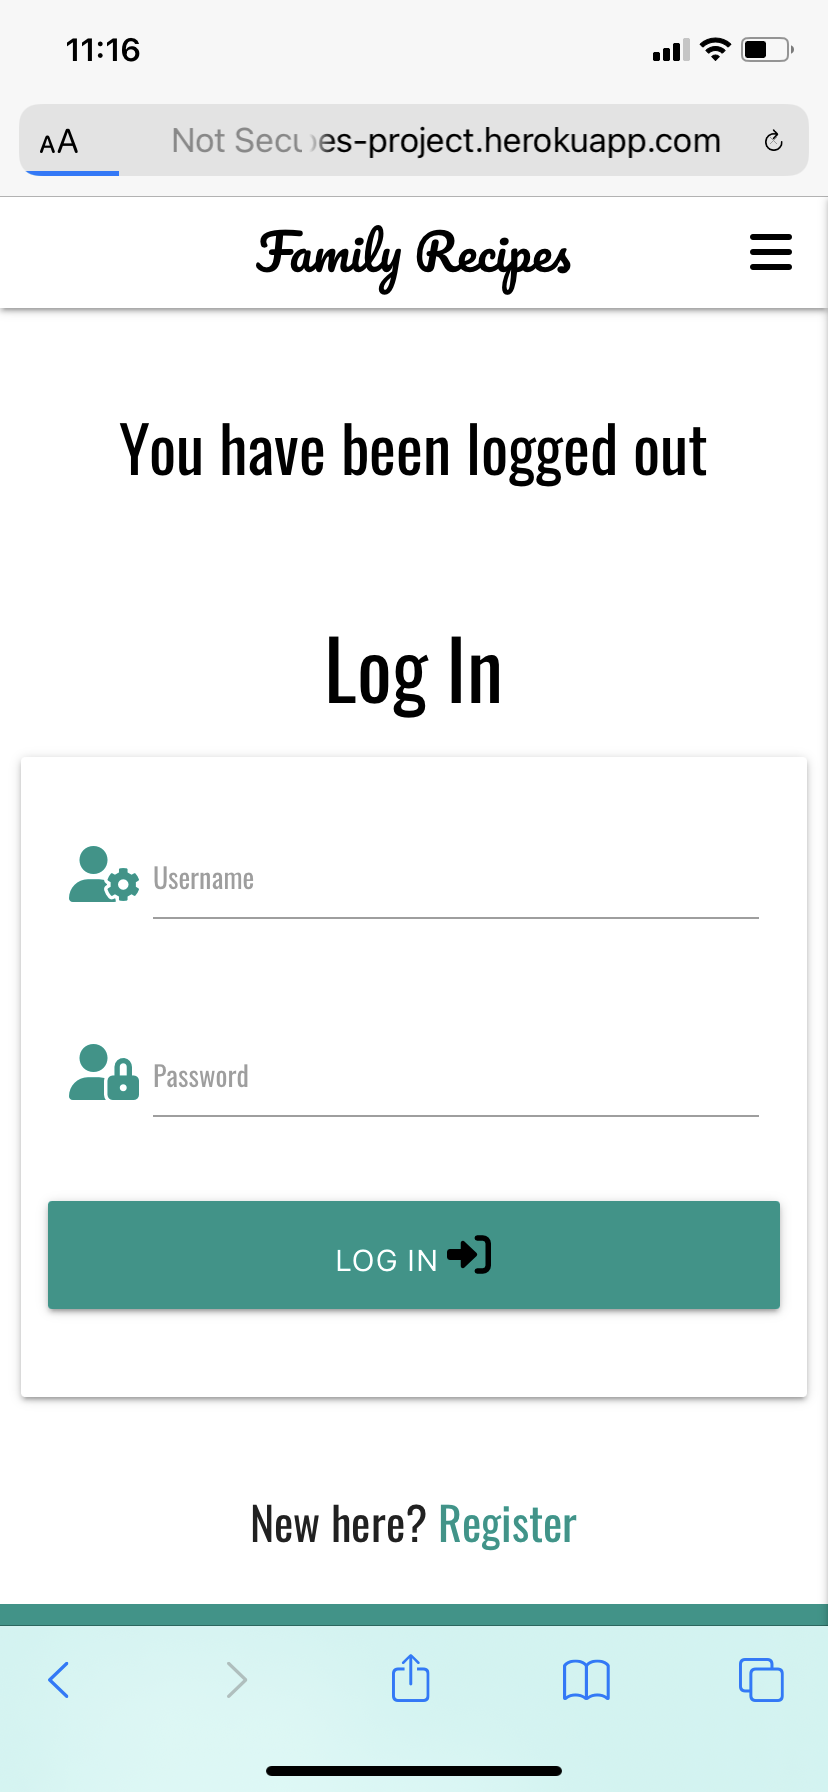 11:16
AA
Not Secu es-project.herokuapp.com
Family Recipes
You have been logged out
Log In
Username
Password
LOG IN
New here? Register